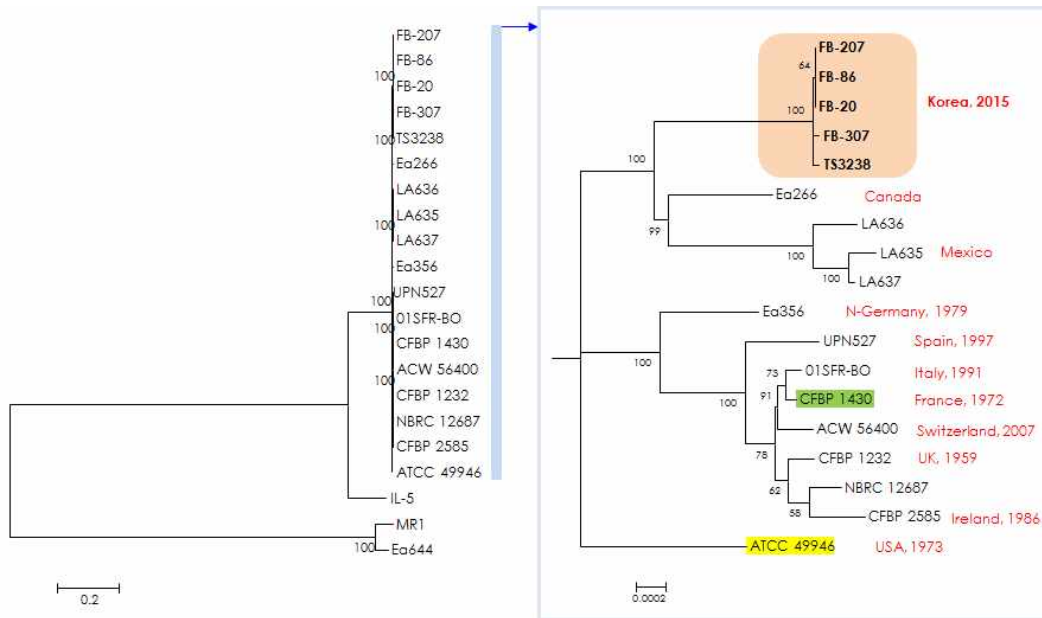 FB-207
FB-86
100
FB-20
FB-307
100
TS3238
Ea266
LA636
LA635
100
LA637
Ea356
UPN527
100
01SFR-BO
100
CFBP 1430
ACW 56400
100
CFBP 1232
NBRC 12687
CFBP 2585
ATCC 49946
IL-5
MR1
100
Ea644
0.2
FB-207
64
FB-86
100
FB-20
Korea, 2015
FB-307
TS3238
100
Ea266 Canada
99
LA636
100
LA635 Mexico
100
LA637
Ea356 N-Germany, 1979
100
UPN527 Spain, 1997
73
01SFR-BO Italy, 1991
91
CFBP 1430 France, 1972
100
ACW 56400 Switzerland, 2007
78
CFBP 1232 UK, 1959
62
NBRC 12687
58
CFBP 2585 Ireland, 1986
ATCC 49946 USA, 1973
0.0002